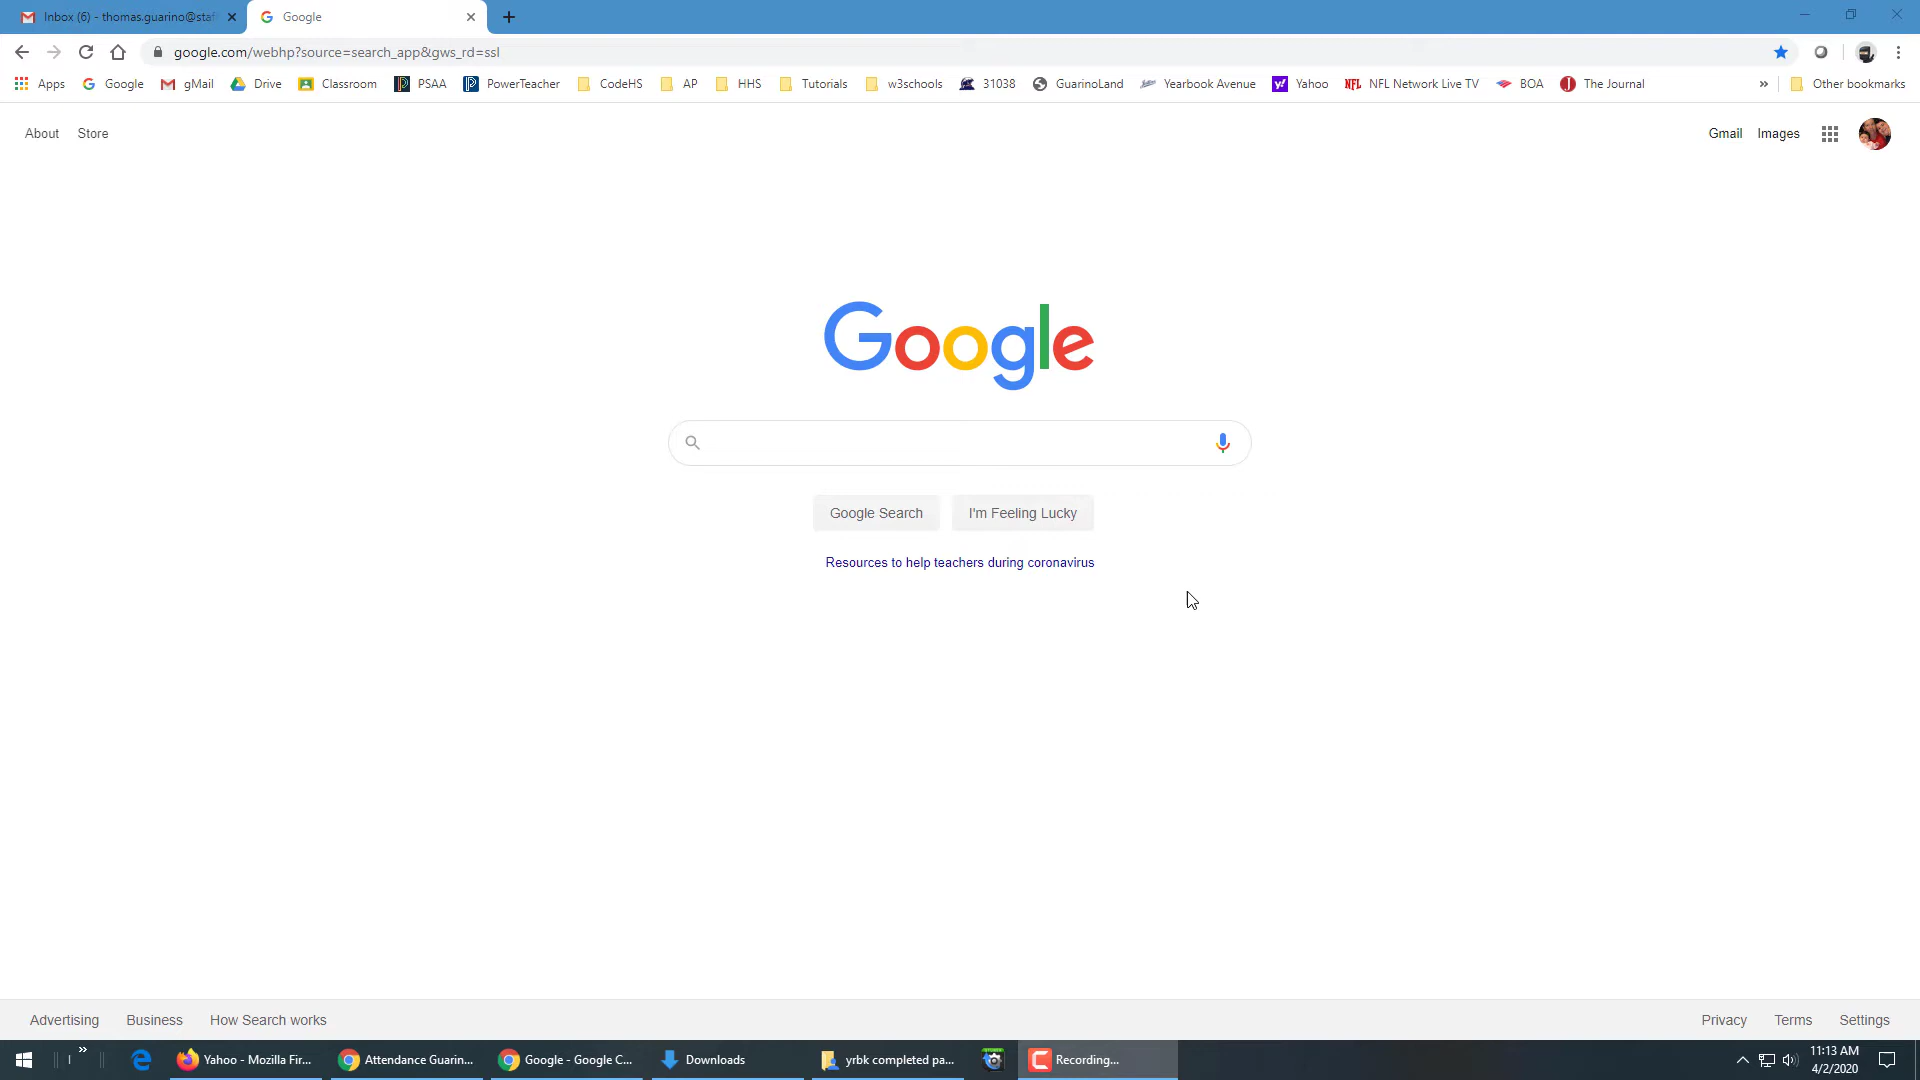 Inbox (6) - thomas.guarino@staf
Google
google.com/webhp?source=search_app&gws_rd=ssl
Apps Google gMail Drive Classroom PSAA PowerTeacher CodeHS AP HHS Tutorials w3schools 31038 GuarinoLand Yearbook Avenue Yahoo NFL Network Live TV BOA The Journal » Other bookmarks
About Store Gmail Images
Google
Google Search I'm Feeling Lucky
Resources to help teachers during coronavirus
Advertising Business How Search works Privacy Terms Settings
Yahoo - Mozilla Fir... Attendance Guarin... Google - Google C... Downloads yrbk completed pa... Recording... 11:13 AM
4/2/2020